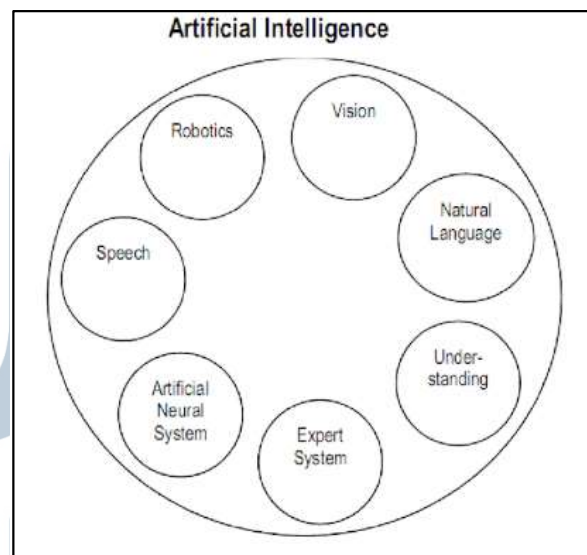 Artificial Intelligence
Vision
Robotics
Natural
Language
Speech
Under-
standing
Artificial
Neural
System
Expert
System